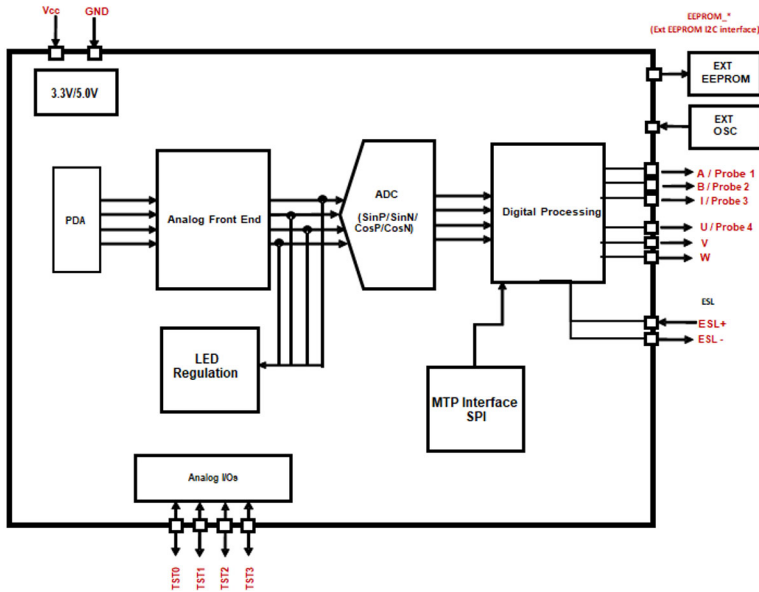 Vcc
GND
EEPROM_*
(Ext EEPROM I2C interface)
3.3V/5.0V
EXT
EEPROM
EXT
OSC
PDA
Analog Front End
ADC
(SinP/SinN/
CosP/CosN)
Digital Processing
A / Probe 1
B / Probe 2
I / Probe 3
U / Probe 4
V
W
ESL
ESL+
ESL -
LED
Regulation
MTP Interface
SPI
Analog I/Os
TST0
TST1
TST2
TST3